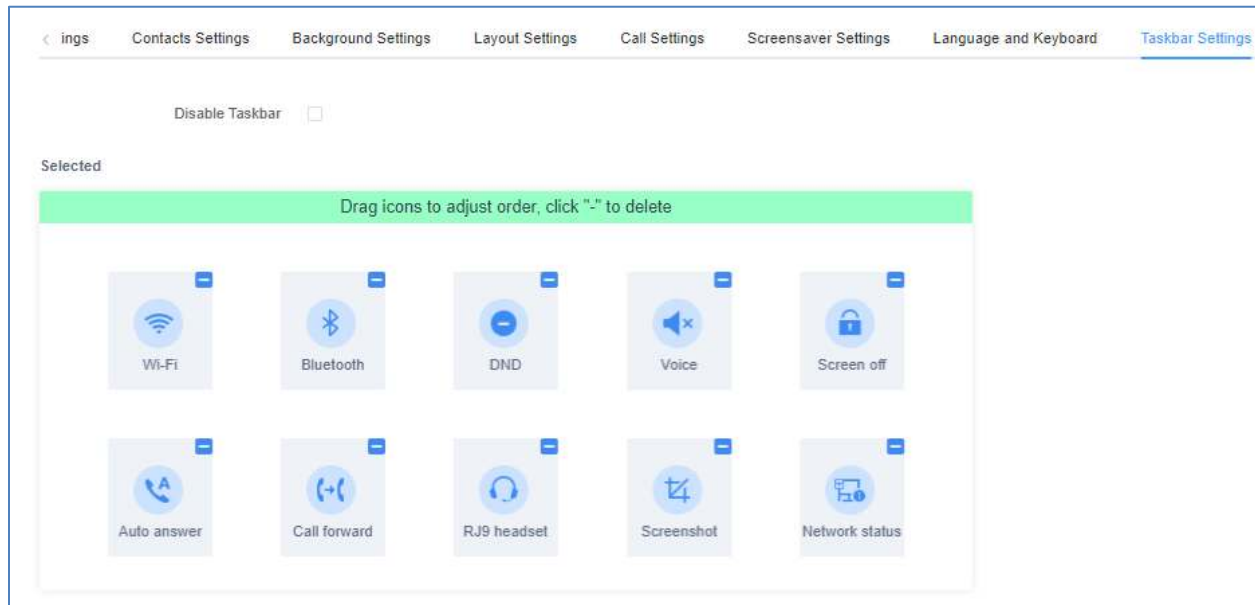 ings Contacts Settings Background Settings Layout Settings Call Settings Screensaver Settings Language and Keyboard Taskbar Settings
Disable Taskbar
Selected
Drag icons to adjust order, click "-" to delete
Wi-Fi Bluetooth DND Voice Screen off
Auto answer Call forward RJ9 headset Screenshot Network status